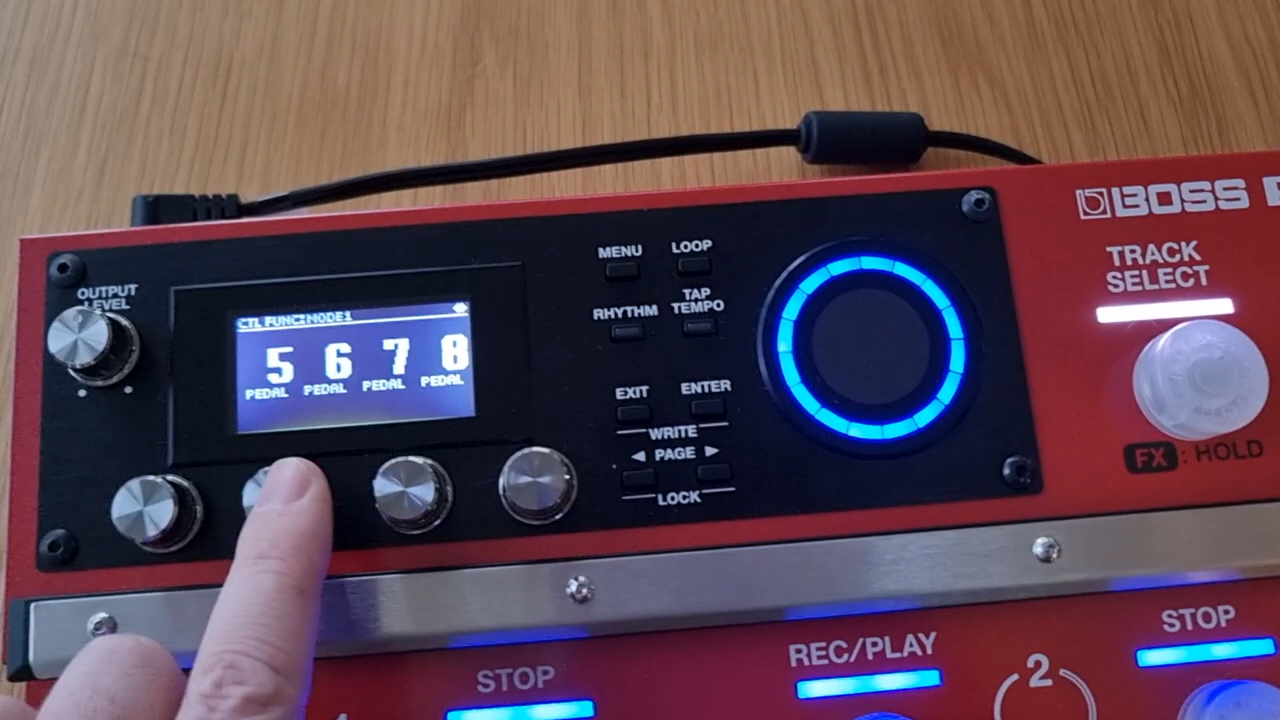 BOSS
TRACK
SELECT
FX : HOLD
OUTPUT
LEVEL
CTL FUNC:MODE1
5 6 7 8
PEDAL PEDAL PEDAL PEDAL
MENU
LOOP
RHYTHM
TAP
TEMPO
EXIT
ENTER
WRITE
◀ PAGE ▶
LOCK
STOP
REC/PLAY
2
STOP